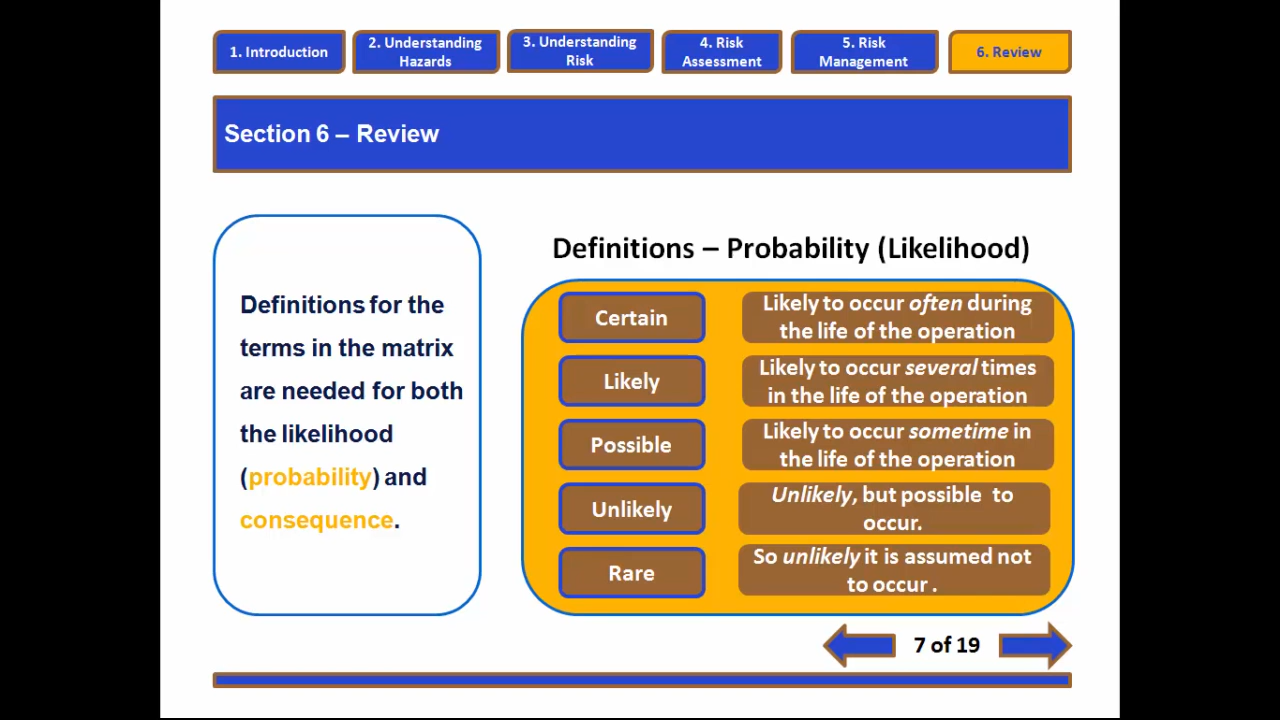 1. Introduction
2. Understanding
Hazards
3. Understanding
Risk
4. Risk
Assessment
5. Risk
Management
6. Review
Section 6 – Review
Definitions for the
terms in the matrix
are needed for both
the likelihood
(probability) and
consequence.
Definitions – Probability (Likelihood)
Certain
Likely to occur often during
the life of the operation
Likely
Likely to occur several times
in the life of the operation
Possible
Likely to occur sometime in
the life of the operation
Unlikely
Unlikely, but possible to
occur.
Rare
So unlikely it is assumed not
to occur .
7 of 19